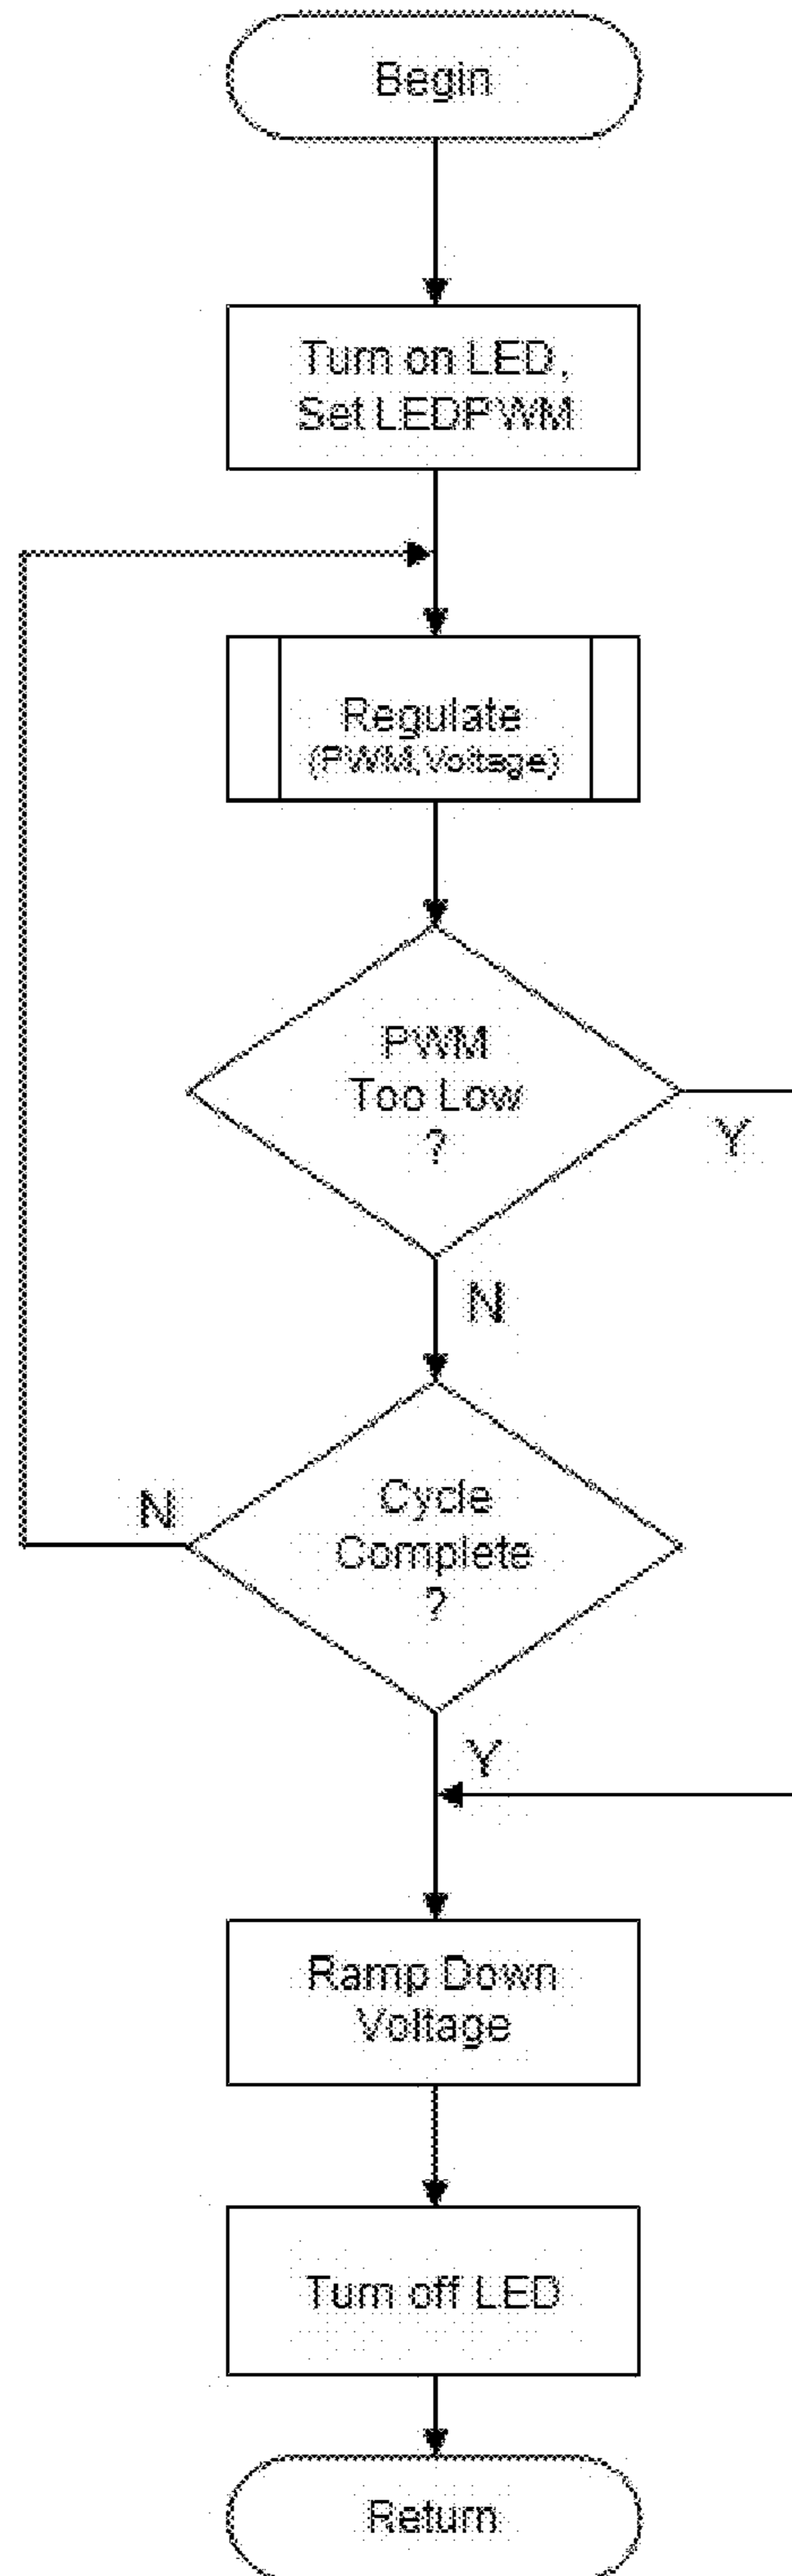 Begin
Turn on LED,
Set LEDPWM
Regulate
(PWM,Voltage)
PWM
Too Low
?
Y
N
Cycle
Complete
?
N
Y
Ramp Down
Voltage
Turn off LED
Return